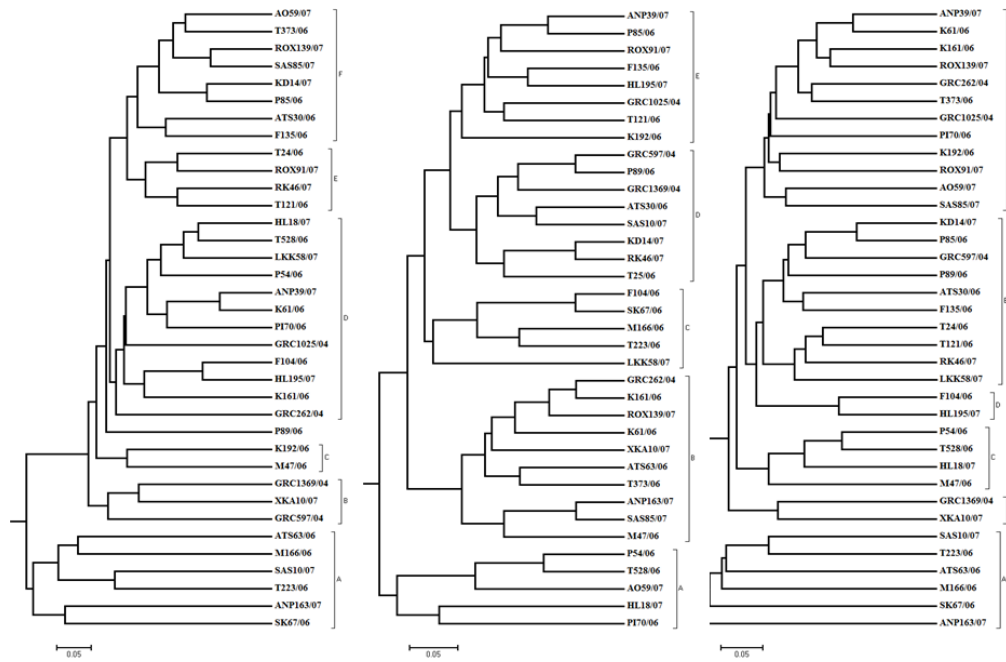 AO59/07
T373/06
ROX139/07
SAS85/07
KD14/07
P85/06
ATS30/06
F135/06
F
T24/06
ROX91/07
RK46/07
T121/06
E
HL18/07
T528/06
LKK58/07
P54/06
ANP39/07
K61/06
PI70/06
GRC1025/04
F104/06
HL195/07
K161/06
GRC262/04
D
P89/06
K192/06
M47/06
C
GRC1369/04
XKA10/07
GRC597/04
B
ATS63/06
M166/06
SAS10/07
T223/06
ANP163/07
SK67/06
A
0.05
ANP39/07
P85/06
ROX91/07
F135/06
HL195/07
GRC1025/04
T121/06
K192/06
E
GRC597/04
P89/06
GRC1369/04
ATS30/06
SAS10/07
KD14/07
RK46/07
T25/06
D
F104/06
SK67/06
M166/06
T223/06
LKK58/07
C
GRC262/04
K161/06
ROX139/07
K61/06
XKA10/07
ATS63/06
T373/06
ANP163/07
SAS85/07
M47/06
B
P54/06
T528/06
AO59/07
HL18/07
PI70/06
A
0.05
ANP39/07
K61/06
K161/06
ROX139/07
GRC262/04
T373/06
GRC1025/04
PI70/06
K192/06
ROX91/07
AO59/07
SAS85/07
KD14/07
P85/06
GRC597/04
P89/06
ATS30/06
F135/06
T24/06
T121/06
RK46/07
LKK58/07
F104/06
HL195/07
D
P54/06
T528/06
HL18/07
M47/06
C
GRC1369/04
XKA10/07
SAS10/07
T223/06
ATS63/06
M166/06
SK67/06
ANP163/07
A
0.05